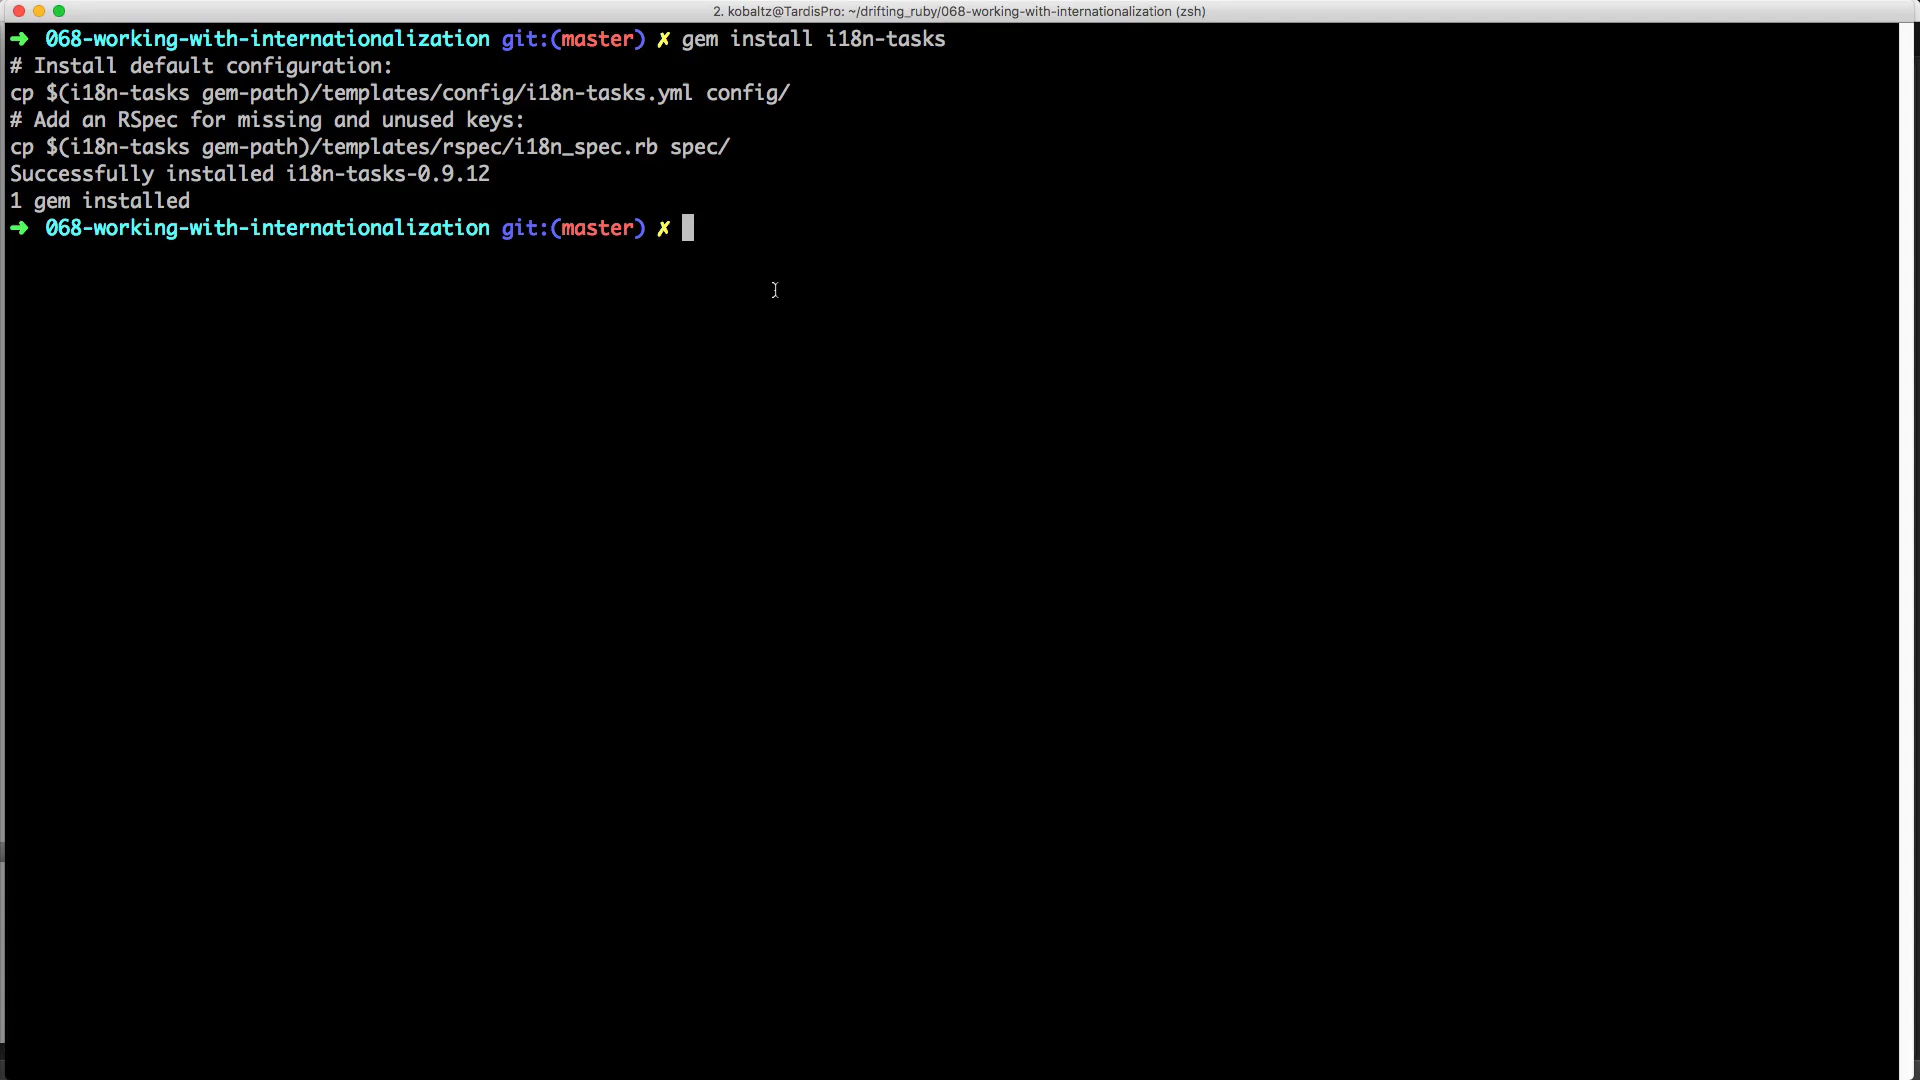 2. kobaltz@TardisPro: ~/drifting_ruby/068-working-with-internationalization (zsh)
➜ 068-working-with-internationalization git:(master) ✗ gem install i18n-tasks
# Install default configuration:
cp $(i18n-tasks gem-path)/templates/config/i18n-tasks.yml config/
# Add an RSpec for missing and unused keys:
cp $(i18n-tasks gem-path)/templates/rspec/i18n_spec.rb spec/
Successfully installed i18n-tasks-0.9.12
1 gem installed
➜ 068-working-with-internationalization git:(master) ✗